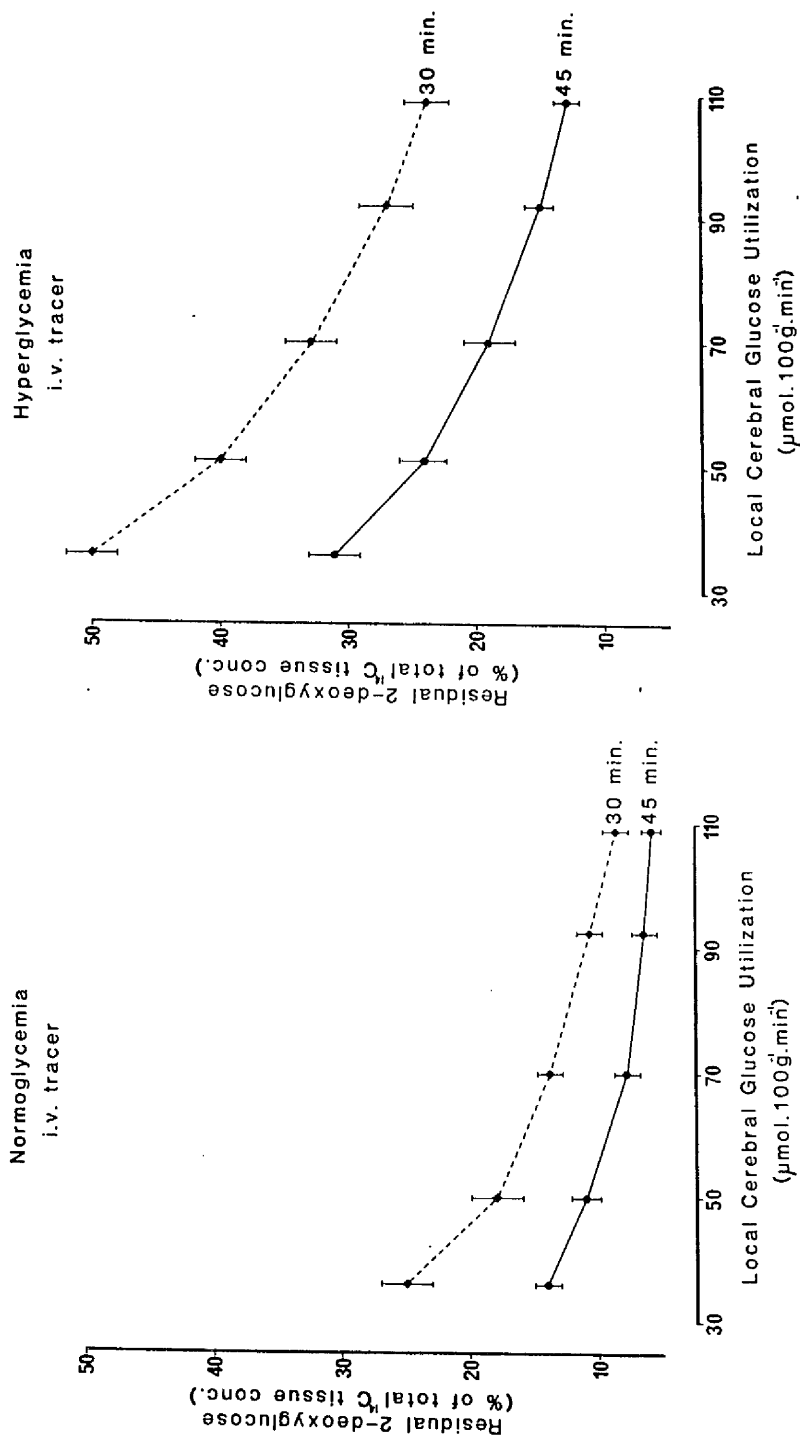 Normoglycemia
i.v. tracer
Residual 2-deoxyglucose
(% of total ¹⁴C tissue conc.)
50
40
30
20
10
30 min.
45 min.
30
50
70
90
110
Local Cerebral Glucose Utilization
(µmol.100g⁻¹.min⁻¹)
Hyperglycemia
i.v. tracer
Residual 2-deoxyglucose
(% of total ¹⁴C tissue conc.)
50
40
30
20
10
30 min.
45 min.
30
50
70
90
110
Local Cerebral Glucose Utilization
(µmol.100g⁻¹.min⁻¹)